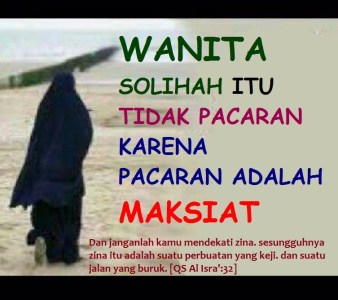 WANITA
SOLIHAH ITU
TIDAK PACARAN
KARENA
PACARAN ADALAH
MAKSIAT
Dan janganlah kamu mendekati zina. sesungguhnya
zina itu adalah suatu perbuatan yang keji. dan suatu
jalan yang buruk. [QS Al Isra':32]